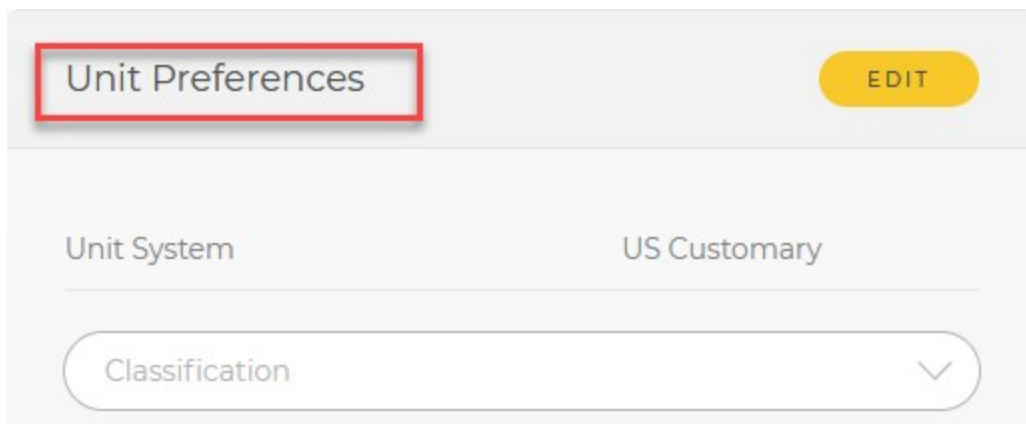 Unit Preferences
EDIT
Unit System
US Customary
Classification